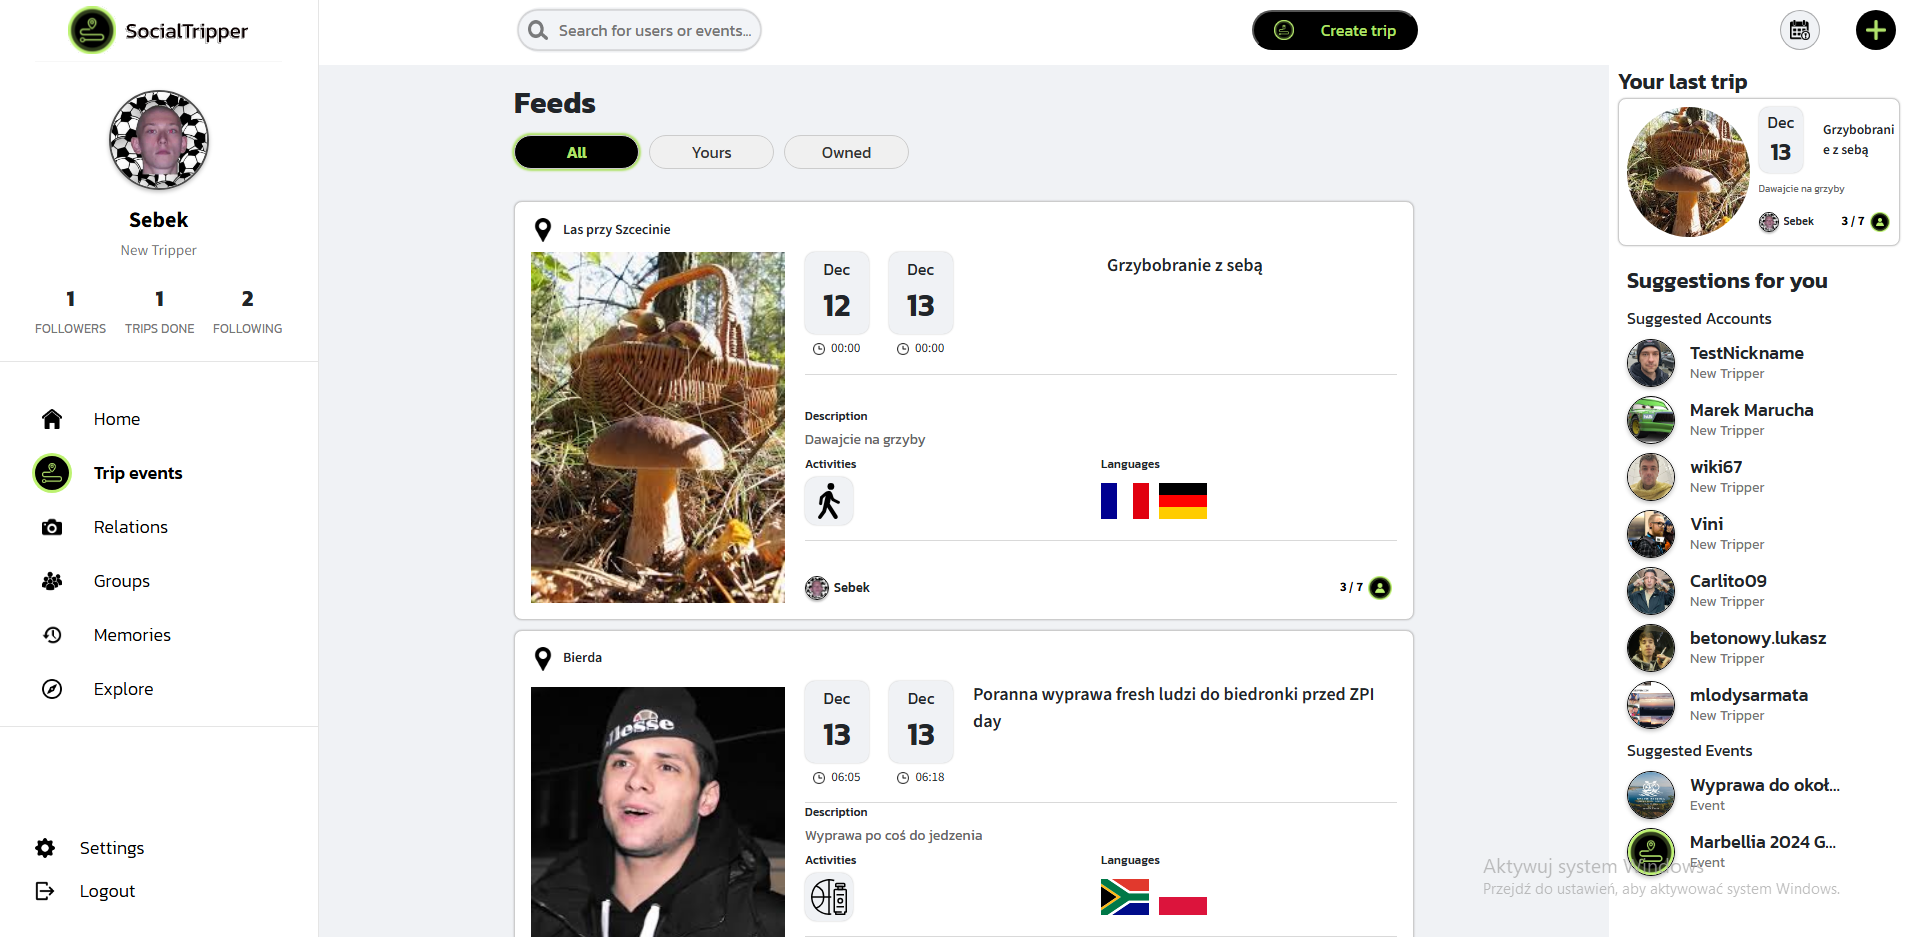 SocialTripper
Search for users or events...
Create trip
Sebek
New Tripper
1
1
2
FOLLOWERS
TRIPS DONE
FOLLOWING
Home
Trip events
Relations
Groups
Memories
Explore
Settings
Logout
Feeds
All
Yours
Owned
Las przy Szczecinie
Dec
12
00:00
Dec
13
00:00
Grzybobranie z sebą
Description
Dawajcie na grzyby
Activities
Languages
Sebek
3 / 7
Bierda
ellesse
Dec
13
06:05
Dec
13
06:18
Poranna wyprawa fresh ludzi do biedronki przed ZPI
day
Description
Wyprawa po coś do jedzenia
Activities
Languages
Your last trip
Dec
13
Grzybobrani
e z sebą
Dawajcie na grzyby
Sebek
3 / 7
Suggestions for you
Suggested Accounts
TestNickname
New Tripper
Marek Marucha
New Tripper
wiki67
New Tripper
Vini
New Tripper
Carlito09
New Tripper
betonowy.lukasz
New Tripper
mlodysarmata
New Tripper
Suggested Events
Wyprawa do okoł...
Event
Marbellia 2024 G...
Event
Aktywuj system Windows
Przejdź do ustawień, aby aktywować system Windows.